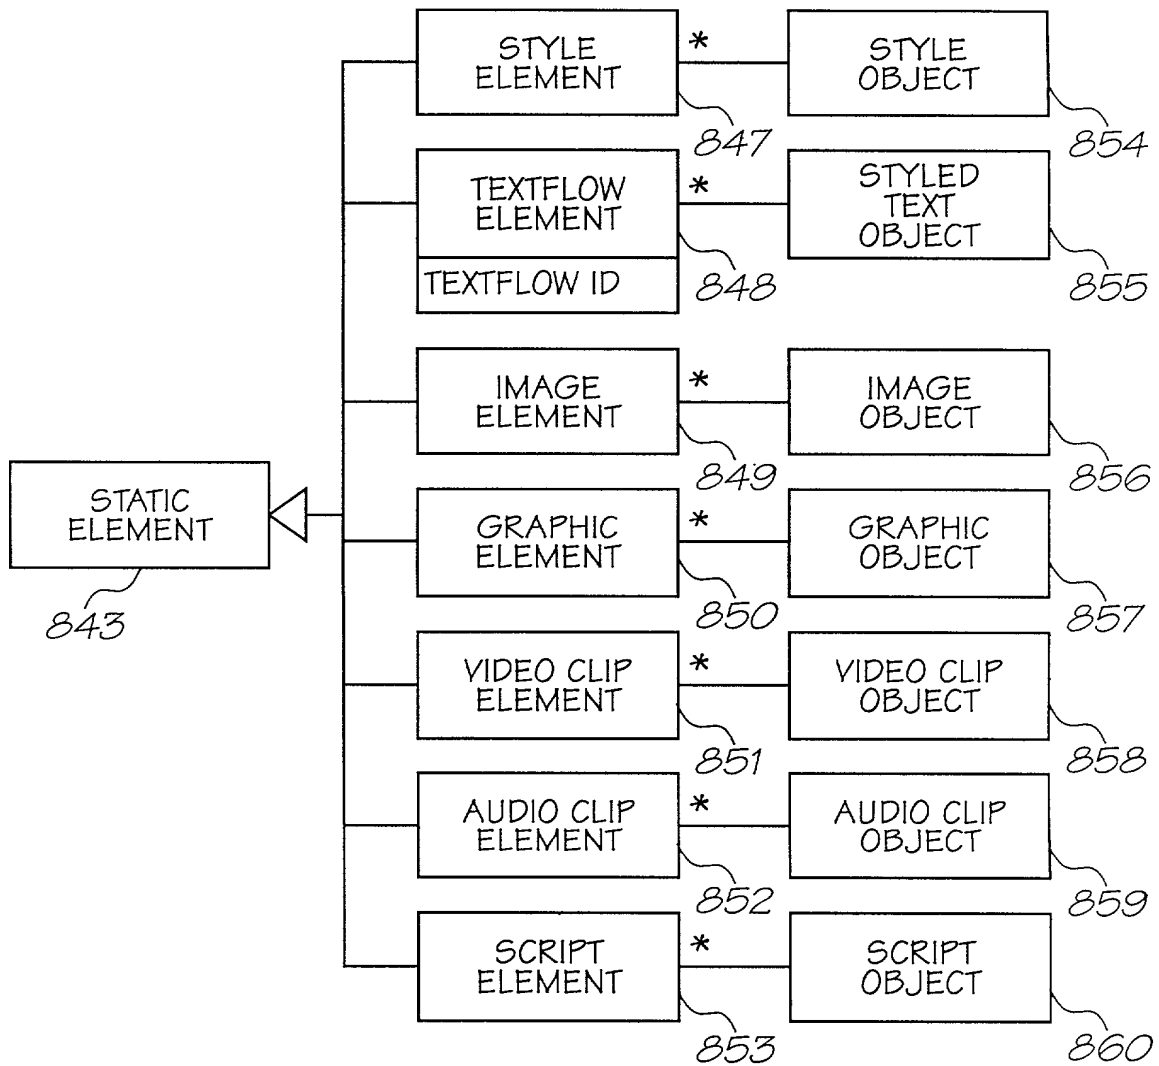 STYLE
ELEMENT
*
STYLE
OBJECT
847
854
TEXTFLOW
ELEMENT
*
STYLED
TEXT
OBJECT
TEXTFLOW ID
848
855
IMAGE
ELEMENT
*
IMAGE
OBJECT
849
856
STATIC
ELEMENT
843
GRAPHIC
ELEMENT
*
GRAPHIC
OBJECT
850
857
VIDEO CLIP
ELEMENT
*
VIDEO CLIP
OBJECT
851
858
AUDIO CLIP
ELEMENT
*
AUDIO CLIP
OBJECT
852
859
SCRIPT
ELEMENT
*
SCRIPT
OBJECT
853
860